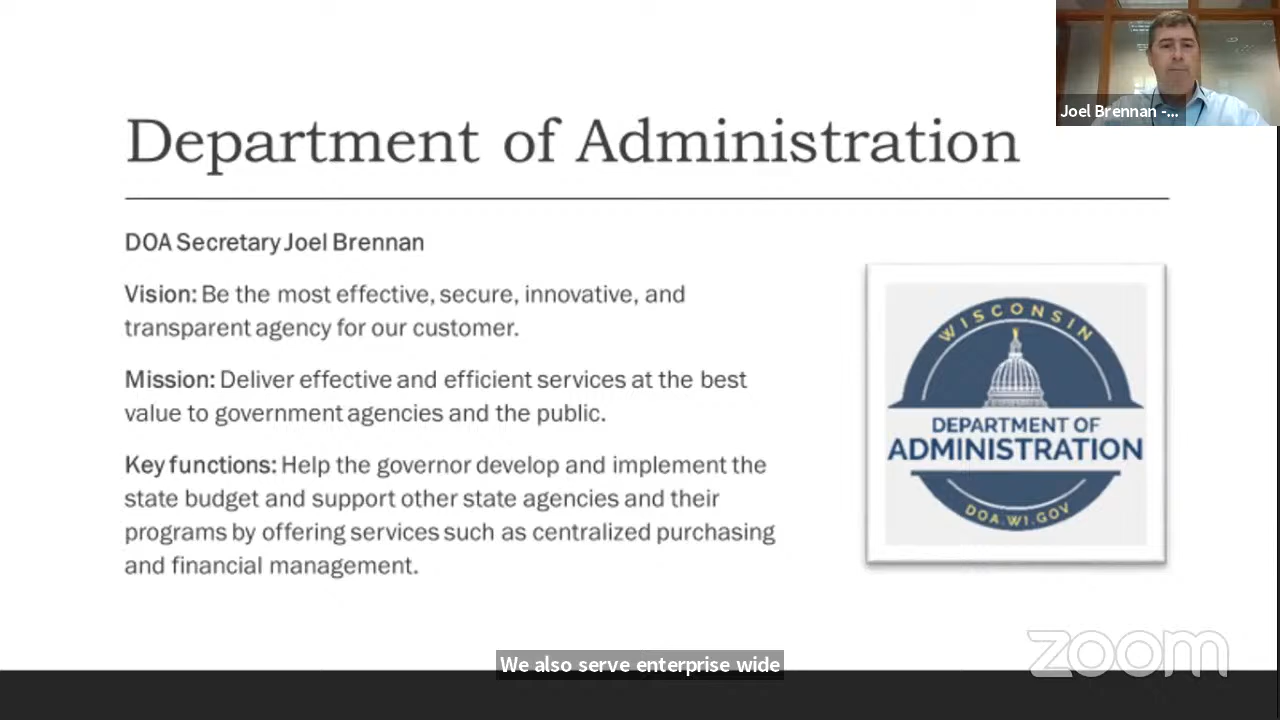 Joel Brennan -...
Department of Administration
DOA Secretary Joel Brennan
Vision: Be the most effective, secure, innovative, and
transparent agency for our customer.
Mission: Deliver effective and efficient services at the best
value to government agencies and the public.
Key functions: Help the governor develop and implement the
state budget and support other state agencies and their
programs by offering services such as centralized purchasing
and financial management.
WISCONSIN
DEPARTMENT OF
ADMINISTRATION
DOA.WI.GOV
We also serve enterprise wide
zoom